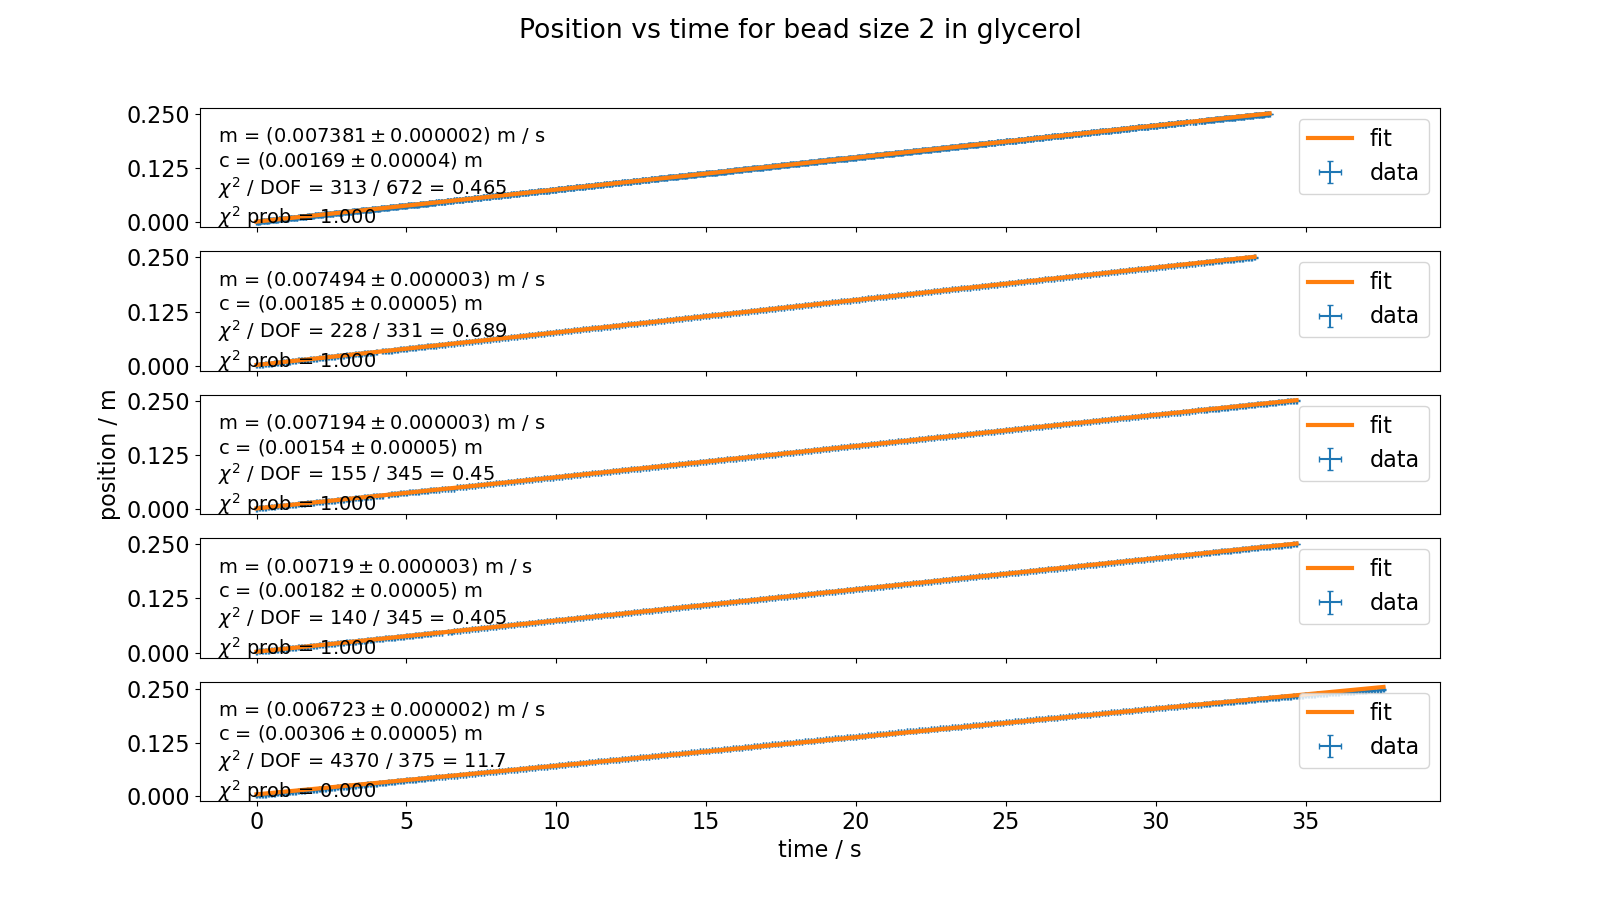 Position vs time for bead size 2 in glycerol
0.250
0.125
0.000
m = (0.007381 ± 0.000002) m / s
c = (0.00169 ± 0.00004) m
χ² / DOF = 313 / 672 = 0.465
χ² prob = 1.000
fit
data
0.250
0.125
0.000
m = (0.007494 ± 0.000003) m / s
c = (0.00185 ± 0.00005) m
χ² / DOF = 228 / 331 = 0.689
χ² prob = 1.000
fit
data
position / m
0.250
0.125
0.000
m = (0.007194 ± 0.000003) m / s
c = (0.00154 ± 0.00005) m
χ² / DOF = 155 / 345 = 0.45
χ² prob = 1.000
fit
data
0.250
0.125
0.000
m = (0.00719 ± 0.000003) m / s
c = (0.00182 ± 0.00005) m
χ² / DOF = 140 / 345 = 0.405
χ² prob = 1.000
fit
data
0.250
0.125
0.000
m = (0.006723 ± 0.000002) m / s
c = (0.00306 ± 0.00005) m
χ² / DOF = 4370 / 375 = 11.7
χ² prob = 0.000
fit
data
0 5 10 15 20 25 30 35
time / s